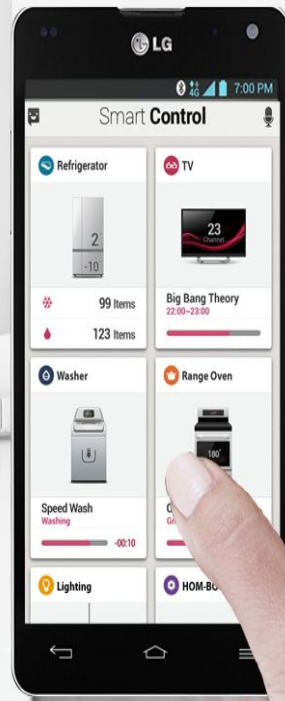 LG
4G 7:00 PM
Smart Control
Refrigerator
TV
2
-10
23
Channel
99 Items
123 Items
Big Bang Theory
22:00~23:00
Washer
Range Oven
180°
Speed Wash
Washing
-00:10
Lighting
HOM-BO